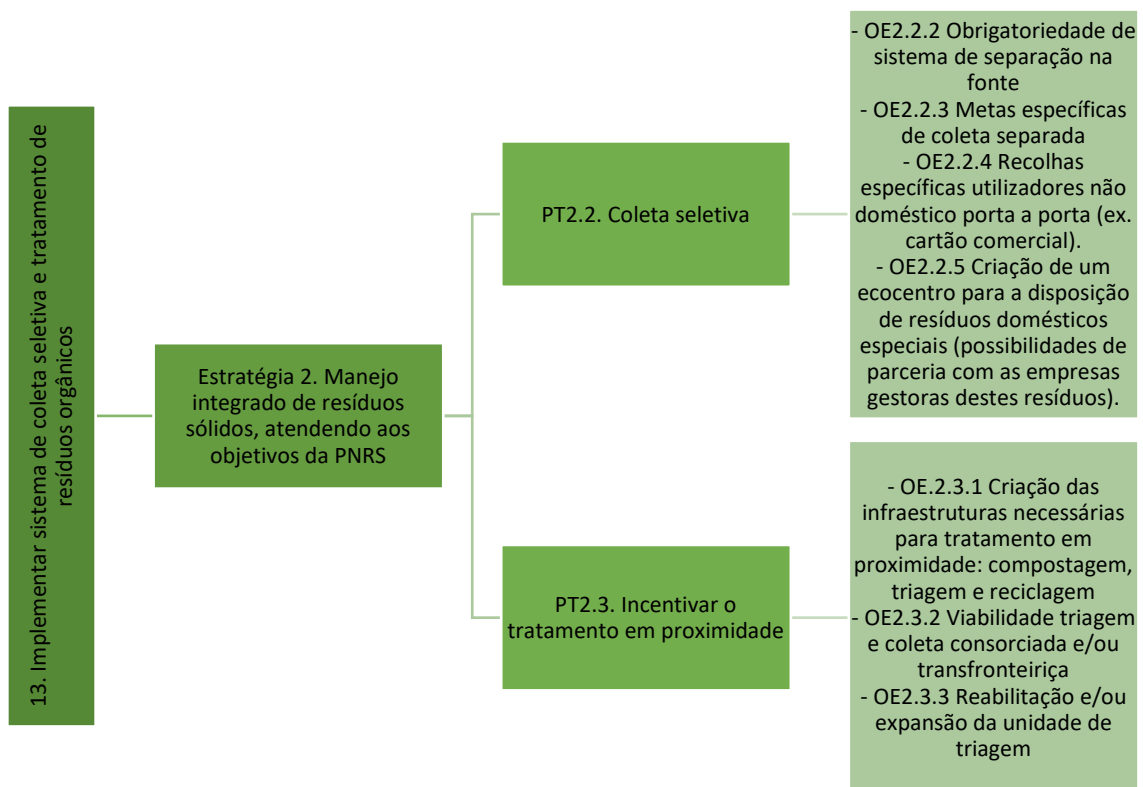 13. Implementar sistema de coleta seletiva e tratamento de
resíduos orgânicos
Estratégia 2. Manejo
integrado de resíduos
sólidos, atendendo aos
objetivos da PNRS
PT2.2. Coleta seletiva
- OE2.2.2 Obrigatoriedade de
sistema de separação na
fonte
- OE2.2.3 Metas específicas
de coleta separada
- OE2.2.4 Recolhas
específicas utilizadores não
doméstico porta a porta (ex.
cartão comercial).
- OE2.2.5 Criação de um
ecocentro para a disposição
de resíduos domésticos
especiais (possibilidades de
parceria com as empresas
gestoras destes resíduos).
PT2.3. Incentivar o
tratamento em proximidade
- OE.2.3.1 Criação das
infraestruturas necessárias
para tratamento em
proximidade: compostagem,
triagem e reciclagem
- OE2.3.2 Viabilidade triagem
e coleta consorciada e/ou
transfronteiriça
- OE2.3.3 Reabilitação e/ou
expansão da unidade de
triagem